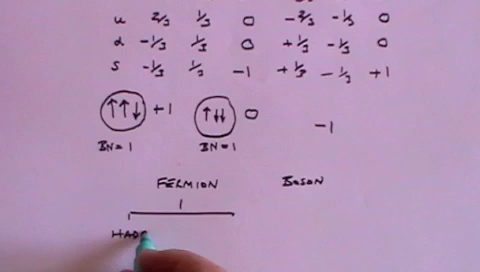 u 2/3 1/3 0 -2/3 -1/3 0
d -1/3 1/3 0 +1/3 -1/3 0
s -1/3 1/3 -1 +1/3 -1/3 +1
↑↑↓ +1 ↑↓↓ 0 -1
BN=1 BN=1
FERMION BOSON
HAD